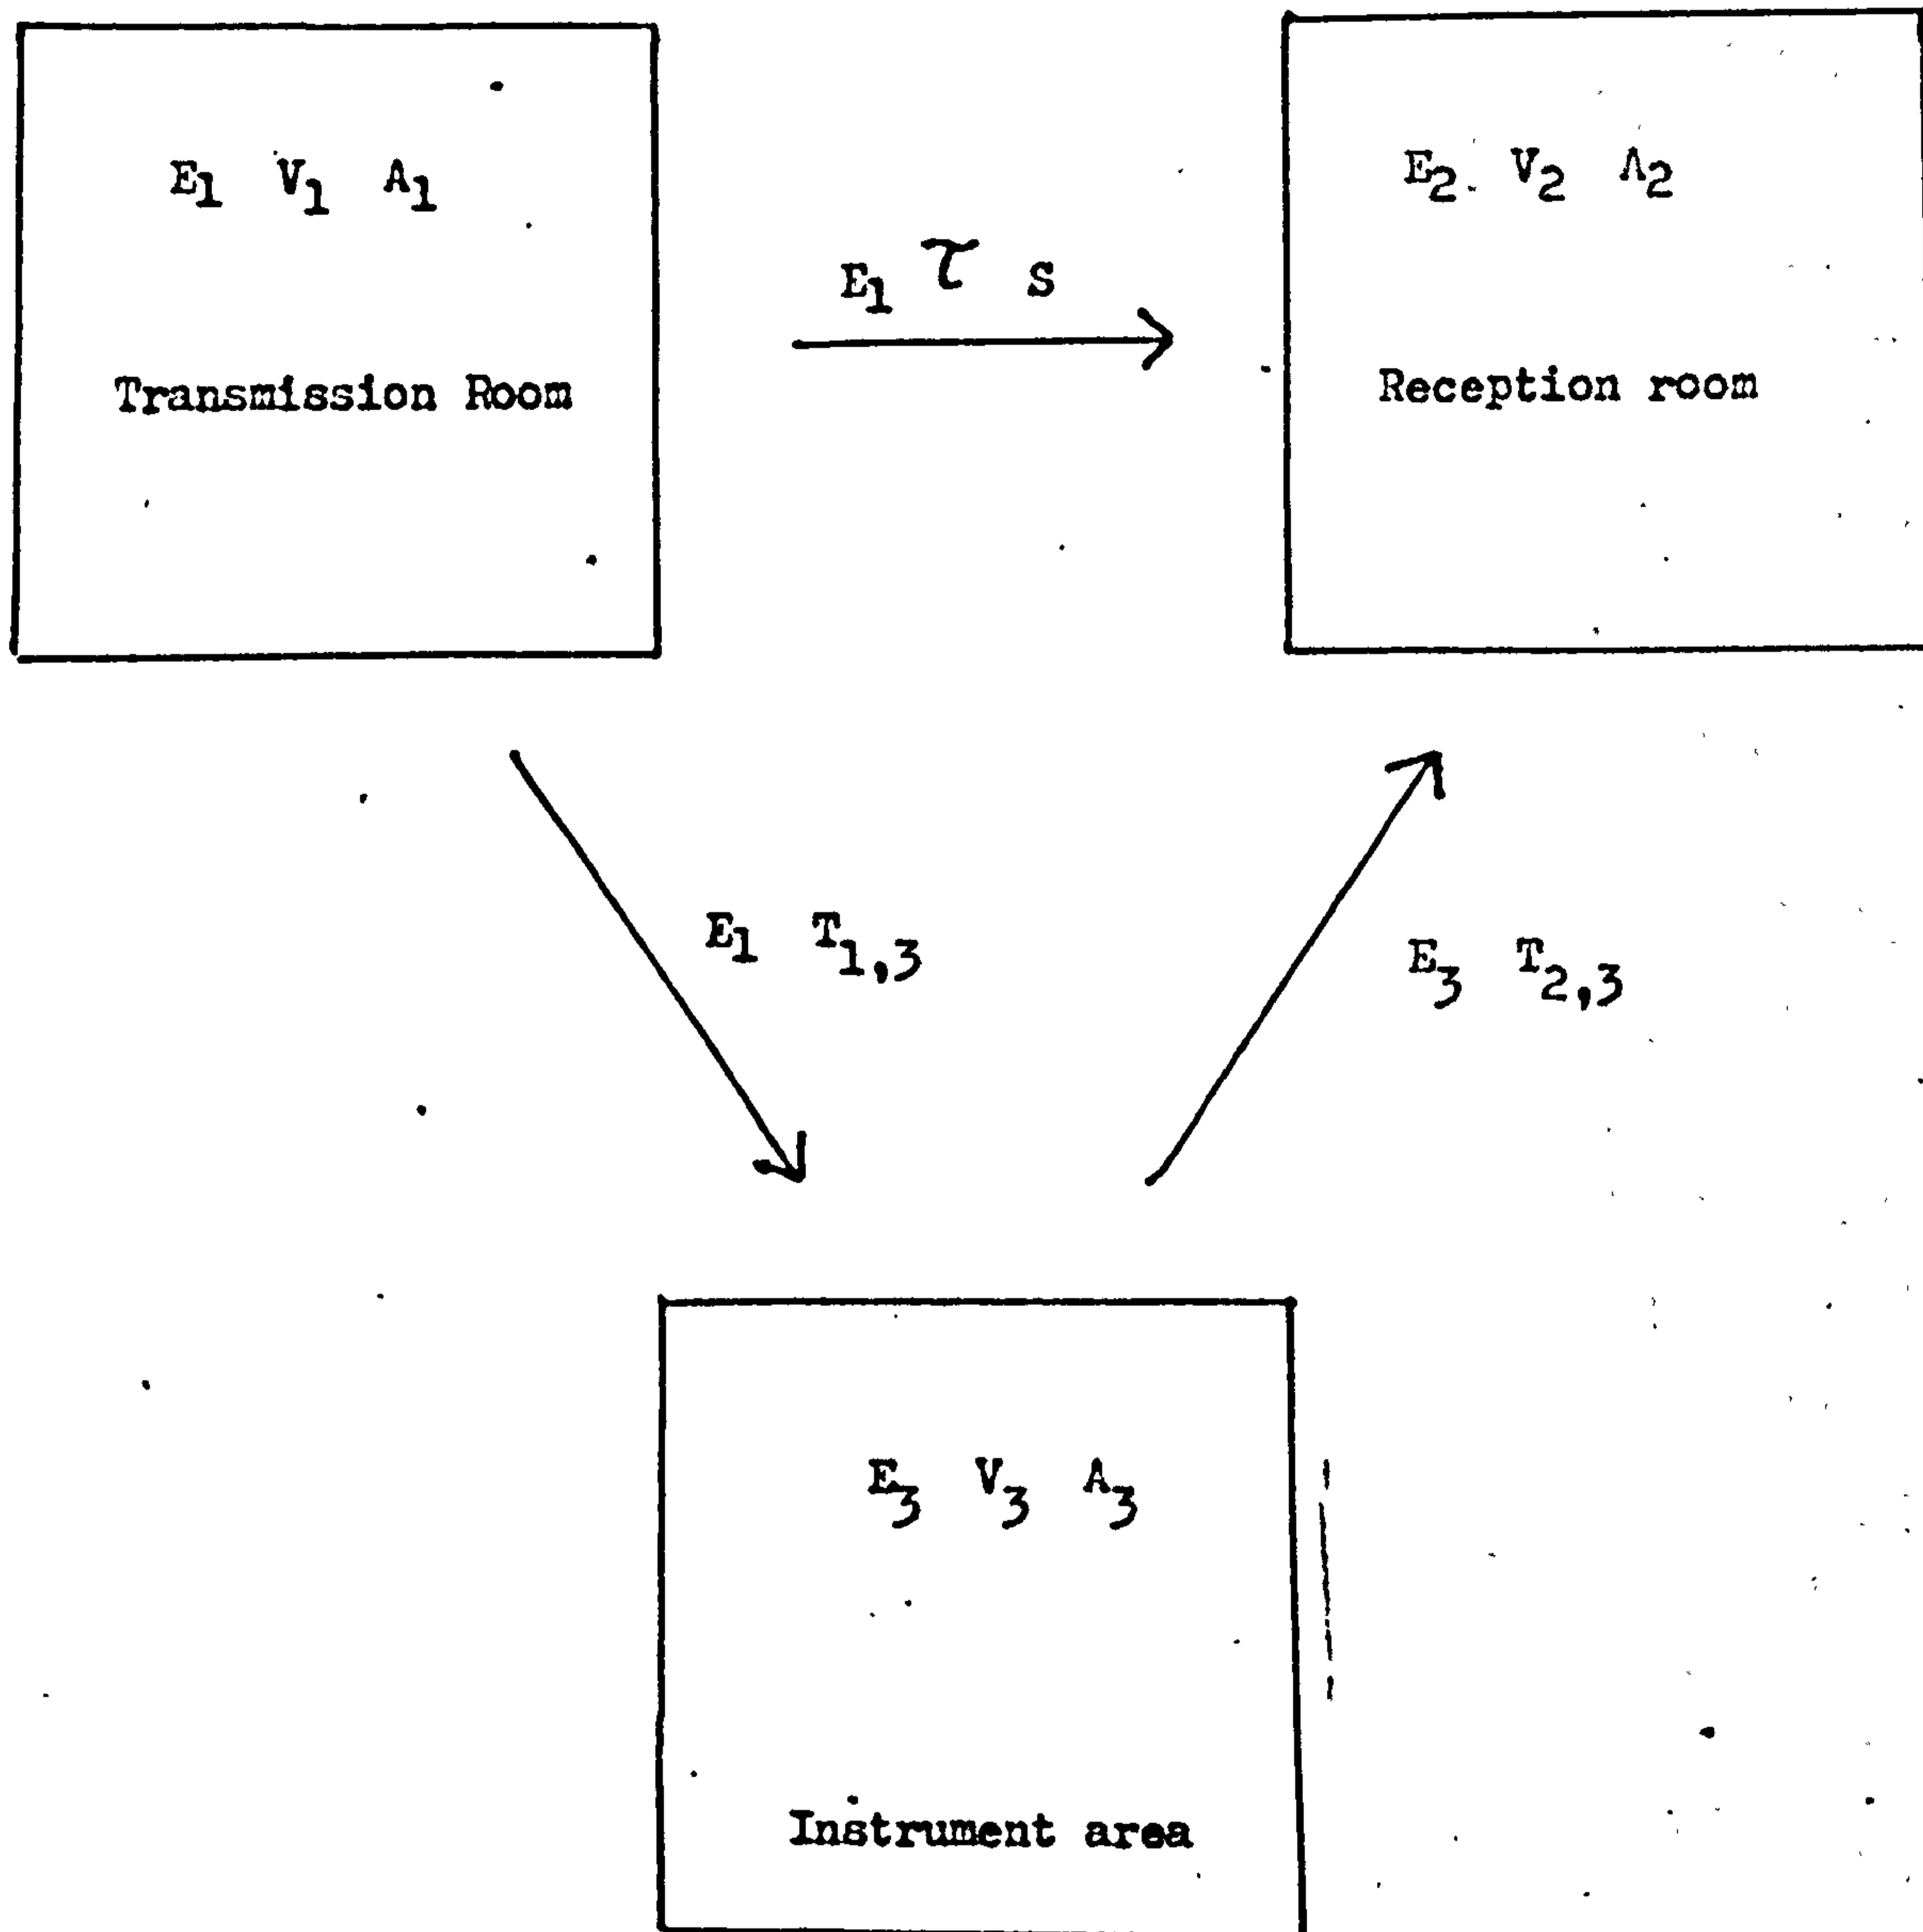 E1 V1 A1
Transmission Room
E1 τ S
E2 V2 A2
Reception room
E1 T1,3
E3 T2,3
E3 V3 A3
Instrument area